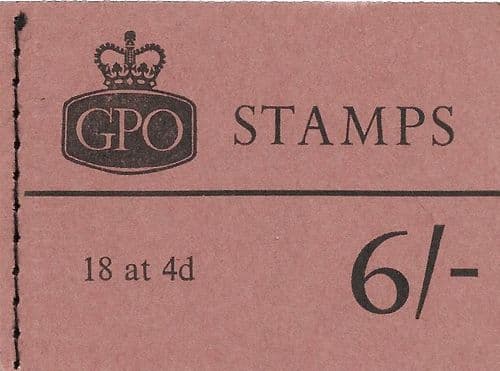 GPO
STAMPS
18 at 4d
6/-